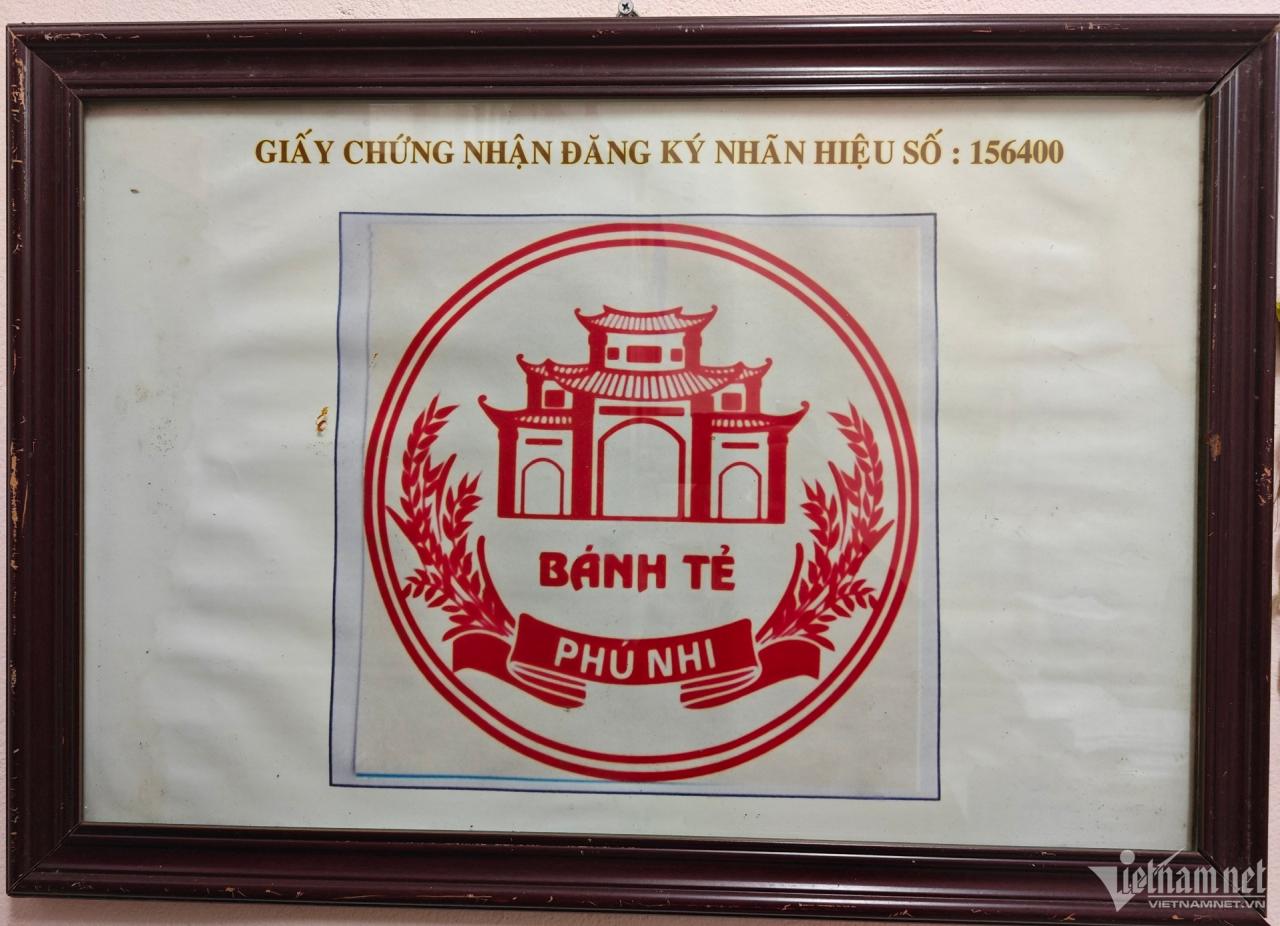 GIẤY CHỨNG NHẬN ĐĂNG KÝ NHÃN HIỆU SỐ : 156400
BÁNH TẺ
PHÚ NHI
Vietnamnet
VIETNAMNET.VN